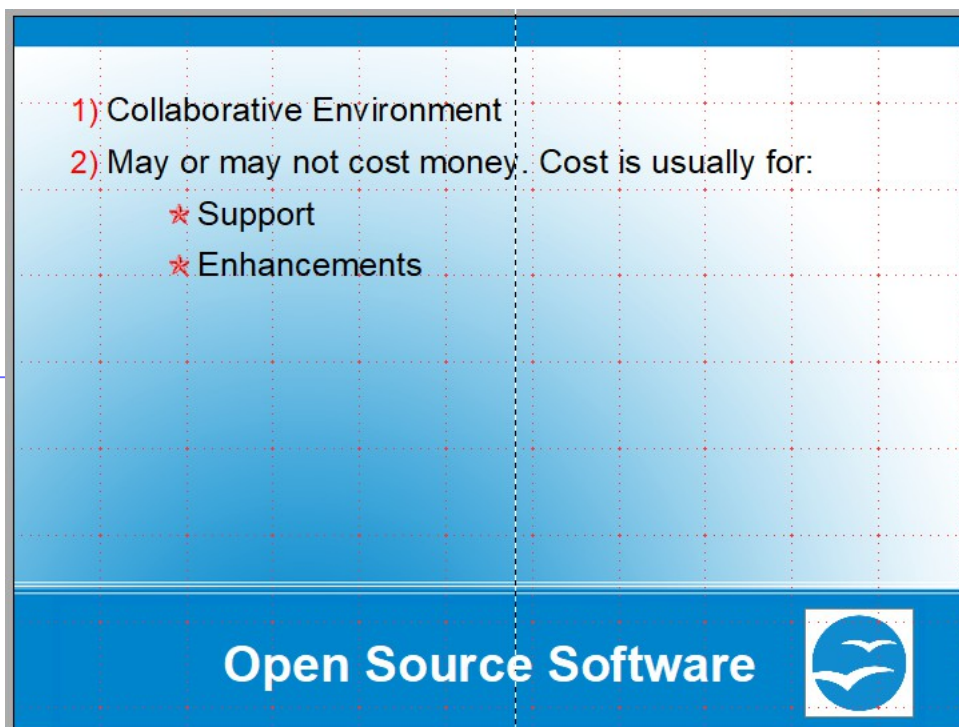 1) Collaborative Environment
2) May or may not cost money. Cost is usually for:
Support
Enhancements
Open Source Software